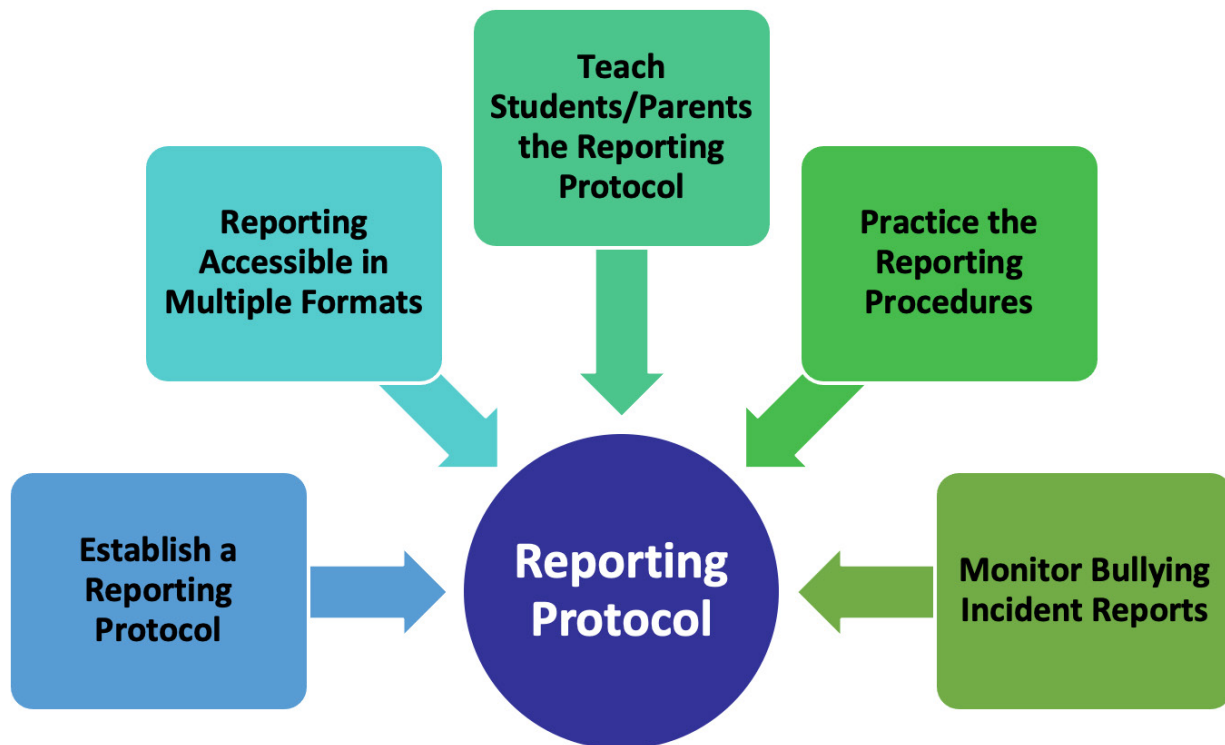 Establish a
Reporting
Protocol
Reporting
Accessible in
Multiple Formats
Teach
Students/Parents
the Reporting
Protocol
Practice the
Reporting
Procedures
Monitor Bullying
Incident Reports
Reporting
Protocol